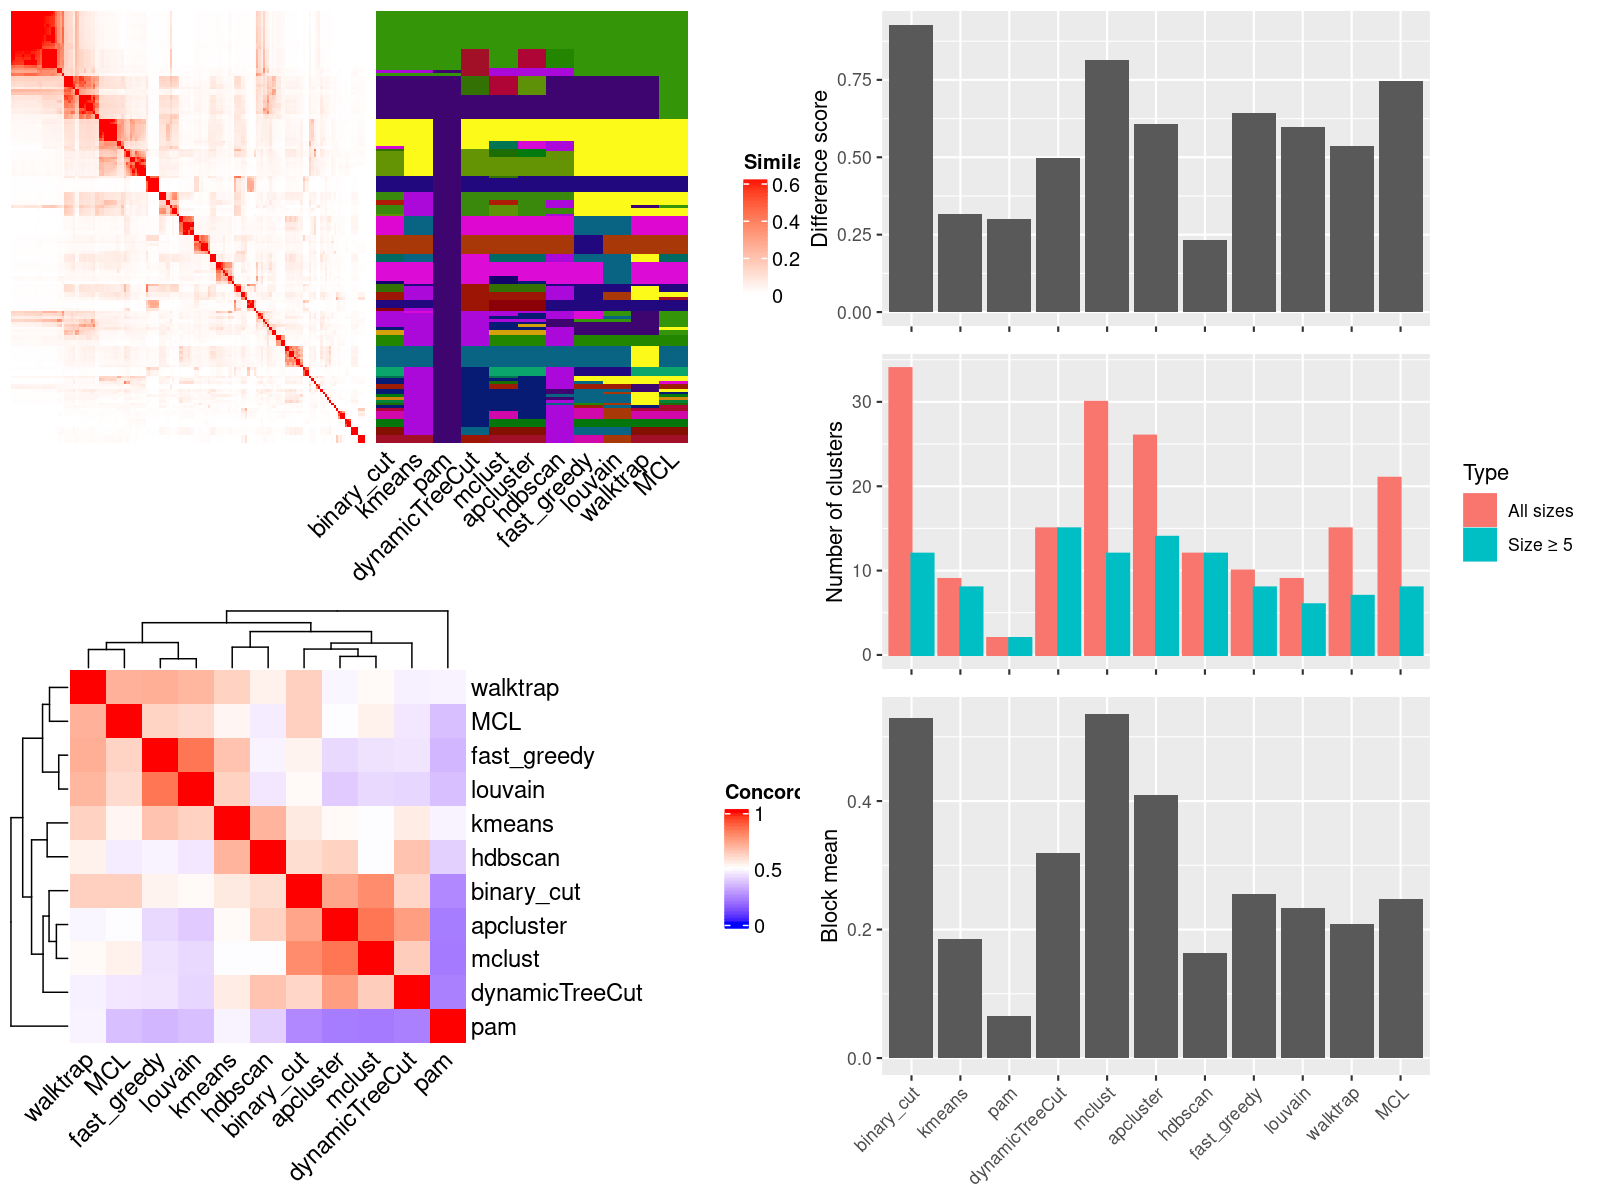 Simila
0.6
0.4
0.2
0
binary_cut
kmeans
pam
dynamicTreeCut
mclust
apcluster
hdbscan
fast_greedy
louvain
walktrap
MCL
walktrap
MCL
fast_greedy
louvain
kmeans
hdbscan
binary_cut
apcluster
mclust
dynamicTreeCut
pam
Concord
1
0.5
0
walktrap
MCL
fast_greedy
louvain
kmeans
hdbscan
binary_cut
apcluster
mclust
dynamicTreeCut
pam
Difference score
0.75
0.50
0.25
0.00
Number of clusters
30
20
10
0
Type
All sizes
Size ≥ 5
Block mean
0.4
0.2
0.0
binary_cut
kmeans
pam
dynamicTreeCut
mclust
apcluster
hdbscan
fast_greedy
louvain
walktrap
MCL